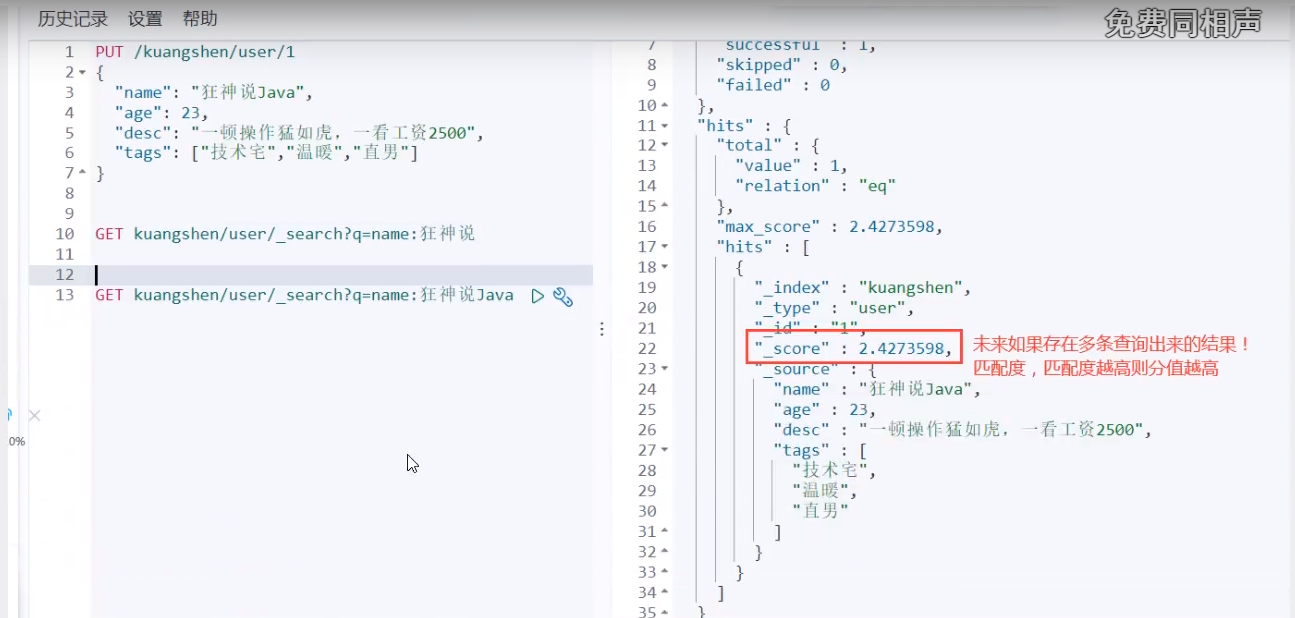 历史记录 设置 帮助
免费同相声
1 PUT /kuangshen/user/1
2 {
3 "name": "狂神说Java",
4 "age": 23,
5 "desc": "一顿操作猛如虎，一看工资2500",
6 "tags": ["技术宅","温暖","直男"]
7 }
8
9
10 GET kuangshen/user/_search?q=name:狂神说
11
12
13 GET kuangshen/user/_search?q=name:狂神说Java
0%
7 "successful" : 1,
8 "skipped" : 0,
9 "failed" : 0
10 },
11 "hits" : {
12 "total" : {
13 "value" : 1,
14 "relation" : "eq"
15 },
16 "max_score" : 2.4273598,
17 "hits" : [
18 {
19 "_index" : "kuangshen",
20 "_type" : "user",
21 "_id" : "1",
22 "_score" : 2.4273598,
未来如果存在多条查询出来的结果！
匹配度，匹配度越高则分值越高
23 "_source" : {
24 "name" : "狂神说Java",
25 "age" : 23,
26 "desc" : "一顿操作猛如虎，一看工资2500",
27 "tags" : [
28 "技术宅",
29 "温暖",
30 "直男"
31 ]
32 }
33 }
34 ]
35 }